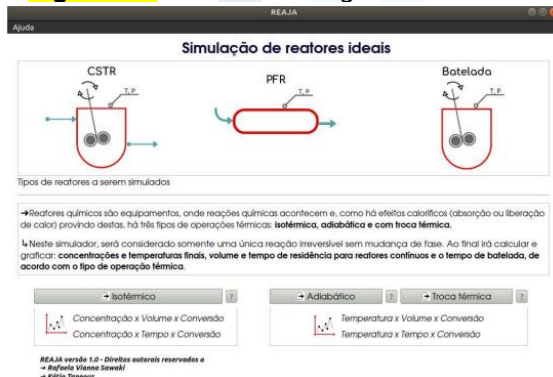 REAJA
Ajuda
Simulação de reatores ideais
CSTR
PFR
Batelada
T, P
T, P
T, P
Tipos de reatores a serem simulados
→Reatores químicos são equipamentos, onde reações químicas acontecem e, como há efeitos caloríficos (absorção ou liberação
de calor) provindo destas, há três tipos de operações térmicas: isotérmica, adiabática e com troca térmica.
↳Neste simulador, será considerado somente uma única reação irreversível sem mudança de fase. Ao final irá calcular e
graficar: concentrações e temperaturas finais, volume e tempo de residência para reatores contínuos e o tempo de batelada, de
acordo com o tipo de operação térmica.
→ Isotérmico ?
→ Adiabático ? → Troca térmica ?
Concentração x Volume x Conversão
Concentração x Tempo x Conversão
Temperatura x Volume x Conversão
Temperatura x Tempo x Conversão
REAJA versão 1.0 - Direitos autorais reservados a
→ Rafaela Vianna Sawaki